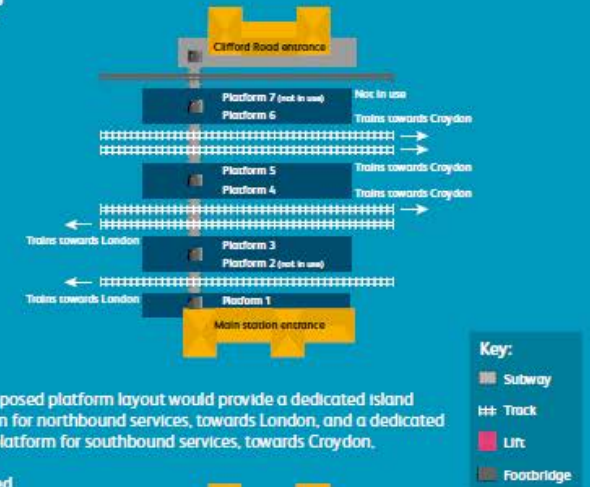 Clifford Road entrance
Platform 7 (not in use)
Not in use
Platform 6
Trains towards Croydon
Platform 5
Trains towards Croydon
Platform 4
Trains towards Croydon
Trains towards London
Platform 3
Platform 2 (not in use)
Trains towards London
Platform 1
Main station entrance
Key:
Subway
Track
Lift
Footbridge
posed platform layout would provide a dedicated island
n for northbound services, towards London, and a dedicated
latform for southbound services, towards Croydon.
ed